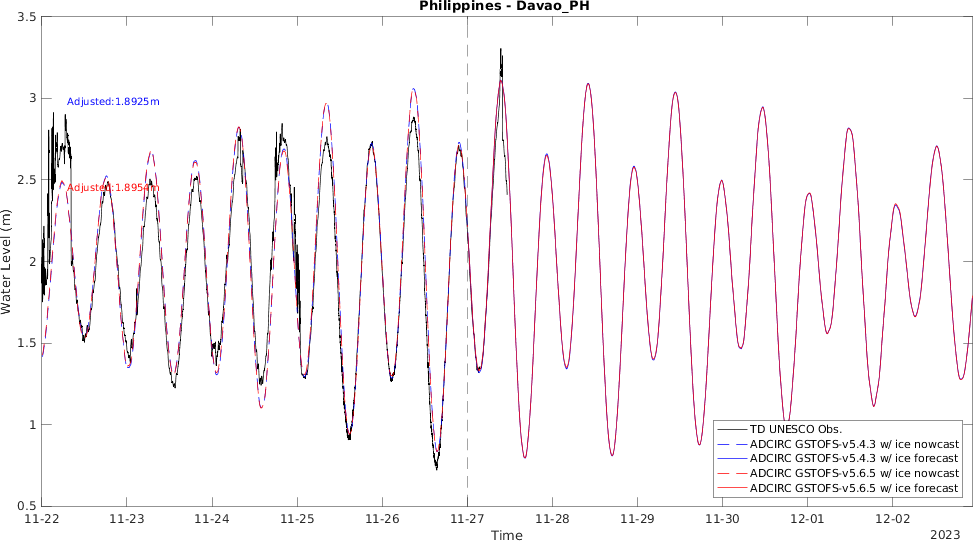 Philippines - Davao_PH
3.5
3
2.5
2
1.5
1
0.5
Water Level (m)
Adjusted:1.8925m
Adjusted:1.8954m
TD UNESCO Obs.
ADCIRC GSTOFS-v5.4.3 w/ ice nowcast
ADCIRC GSTOFS-v5.4.3 w/ ice forecast
ADCIRC GSTOFS-v5.6.5 w/ ice nowcast
ADCIRC GSTOFS-v5.6.5 w/ ice forecast
11-22 11-23 11-24 11-25 11-26 11-27 11-28 11-29 11-30 12-01 12-02
Time
2023